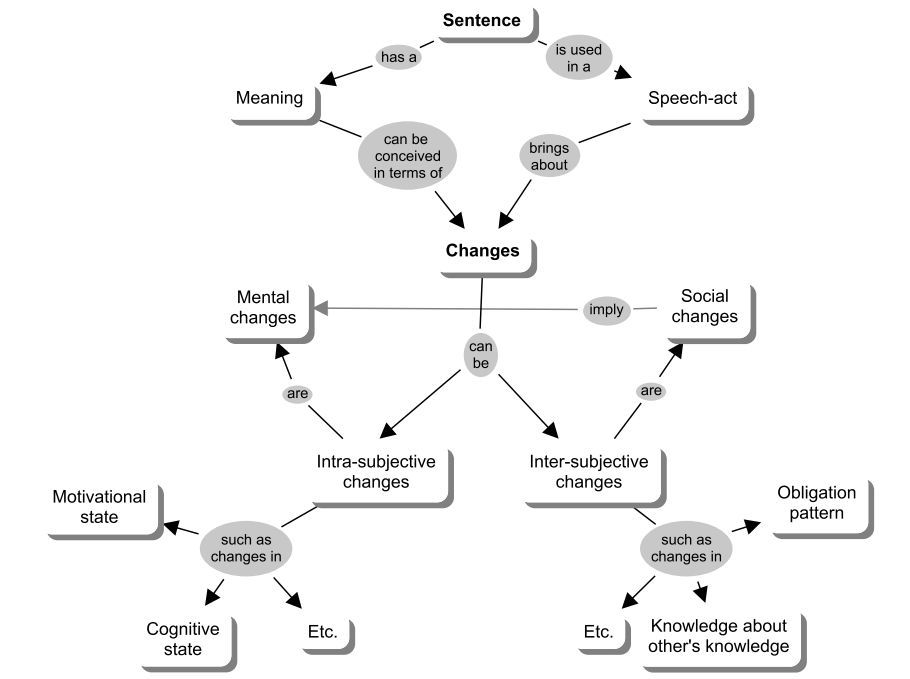 Sentence
has a
is used
in a
Meaning
Speech-act
can be
conceived
in terms of
brings
about
Changes
Mental
changes
imply
Social
changes
can
be
are
are
Intra-subjective
changes
Inter-subjective
changes
Motivational
state
such as
changes in
such as
changes in
Obligation
pattern
Cognitive
state
Etc.
Etc.
Knowledge about
other's knowledge